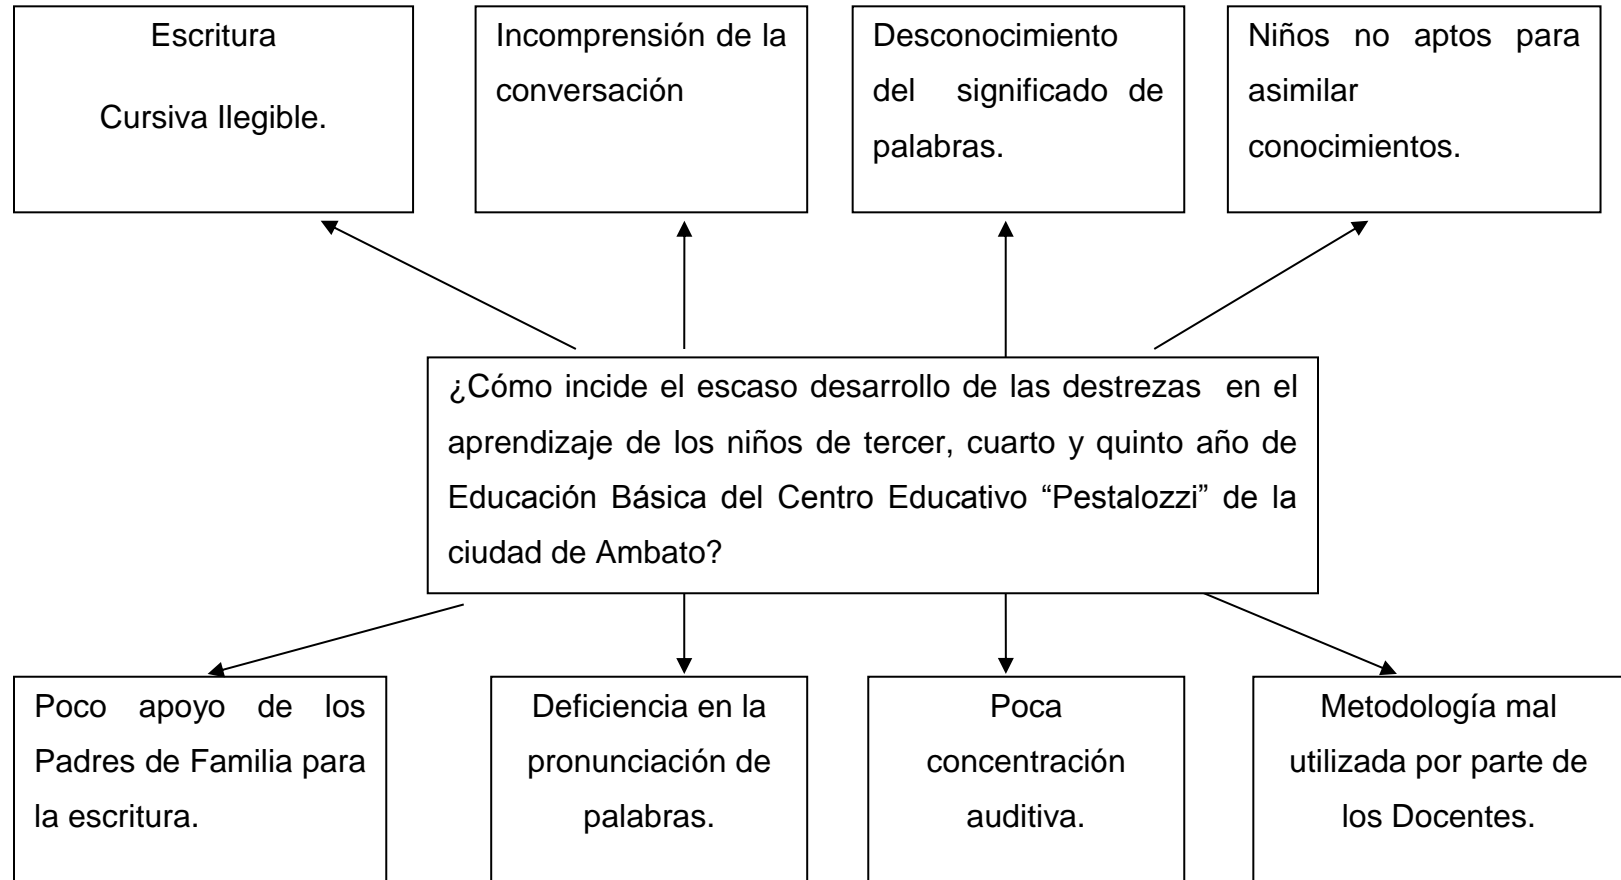 Escritura
Cursiva Ilegible.
Incomprensión de la
conversación
Desconocimiento
del significado de
palabras.
Niños no aptos para
asimilar
conocimientos.
¿Cómo incide el escaso desarrollo de las destrezas en el
aprendizaje de los niños de tercer, cuarto y quinto año de
Educación Básica del Centro Educativo “Pestalozzi” de la
ciudad de Ambato?
Poco apoyo de los
Padres de Familia para
la escritura.
Deficiencia en la
pronunciación de
palabras.
Poca
concentración
auditiva.
Metodología mal
utilizada por parte de
los Docentes.